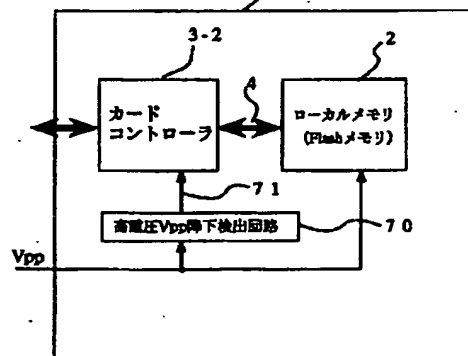 3-2
2
カード
コントローラ
4
ローカルメモリ
(Flashメモリ)
71
高電圧Vpp降下検出回路
70
Vpp